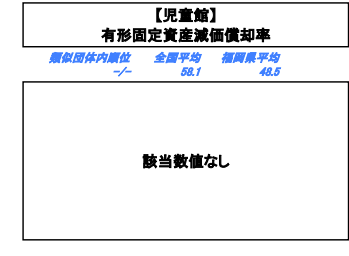 【児童館】
有形固定資産減価償却率
類似団体内順位 全国平均 福岡県平均
-/- 58.1 48.5
該当数値なし